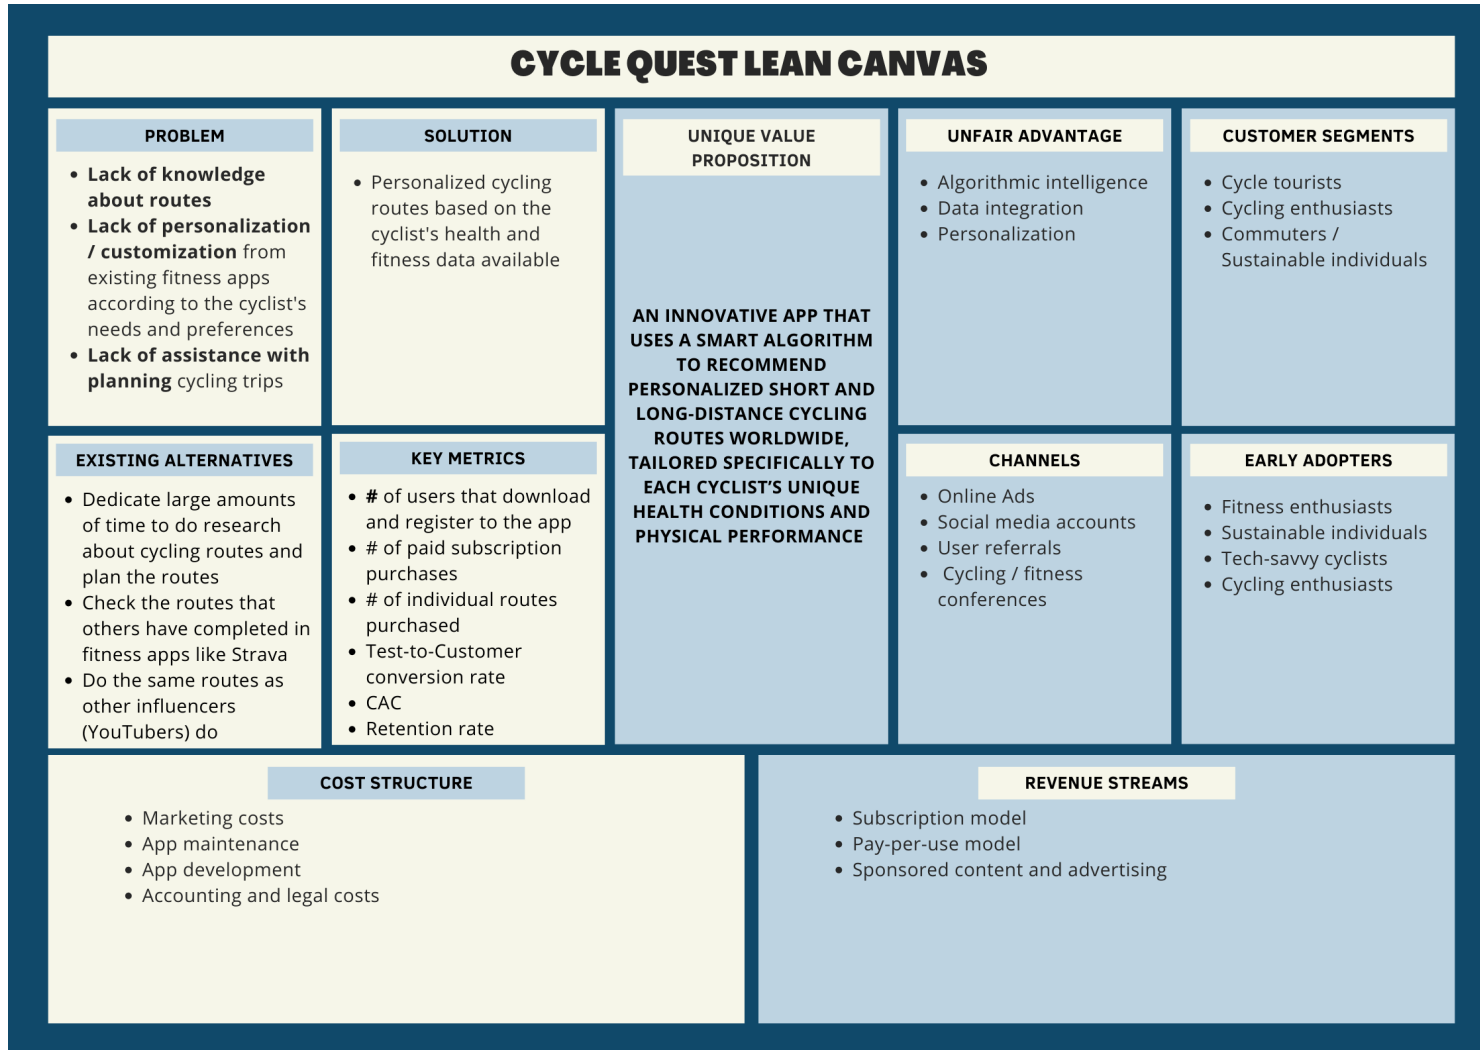 CYCLE QUEST LEAN CANVAS
PROBLEM
• Lack of knowledge
about routes
• Lack of personalization
/ customization from
existing fitness apps
according to the cyclist's
needs and preferences
• Lack of assistance with
planning cycling trips
SOLUTION
• Personalized cycling
routes based on the
cyclist's health and
fitness data available
UNIQUE VALUE
PROPOSITION
AN INNOVATIVE APP THAT
USES A SMART ALGORITHM
TO RECOMMEND
PERSONALIZED SHORT AND
LONG-DISTANCE CYCLING
ROUTES WORLDWIDE,
TAILORED SPECIFICALLY TO
EACH CYCLIST’S UNIQUE
HEALTH CONDITIONS AND
PHYSICAL PERFORMANCE
UNFAIR ADVANTAGE
• Algorithmic intelligence
• Data integration
• Personalization
CUSTOMER SEGMENTS
• Cycle tourists
• Cycling enthusiasts
• Commuters /
Sustainable individuals
EXISTING ALTERNATIVES
• Dedicate large amounts
of time to do research
about cycling routes and
plan the routes
• Check the routes that
others have completed in
fitness apps like Strava
• Do the same routes as
other influencers
(YouTubers) do
KEY METRICS
• # of users that download
and register to the app
• # of paid subscription
purchases
• # of individual routes
purchased
• Test-to-Customer
conversion rate
• CAC
• Retention rate
CHANNELS
• Online Ads
• Social media accounts
• User referrals
• Cycling / fitness
conferences
EARLY ADOPTERS
• Fitness enthusiasts
• Sustainable individuals
• Tech-savvy cyclists
• Cycling enthusiasts
COST STRUCTURE
• Marketing costs
• App maintenance
• App development
• Accounting and legal costs
REVENUE STREAMS
• Subscription model
• Pay-per-use model
• Sponsored content and advertising